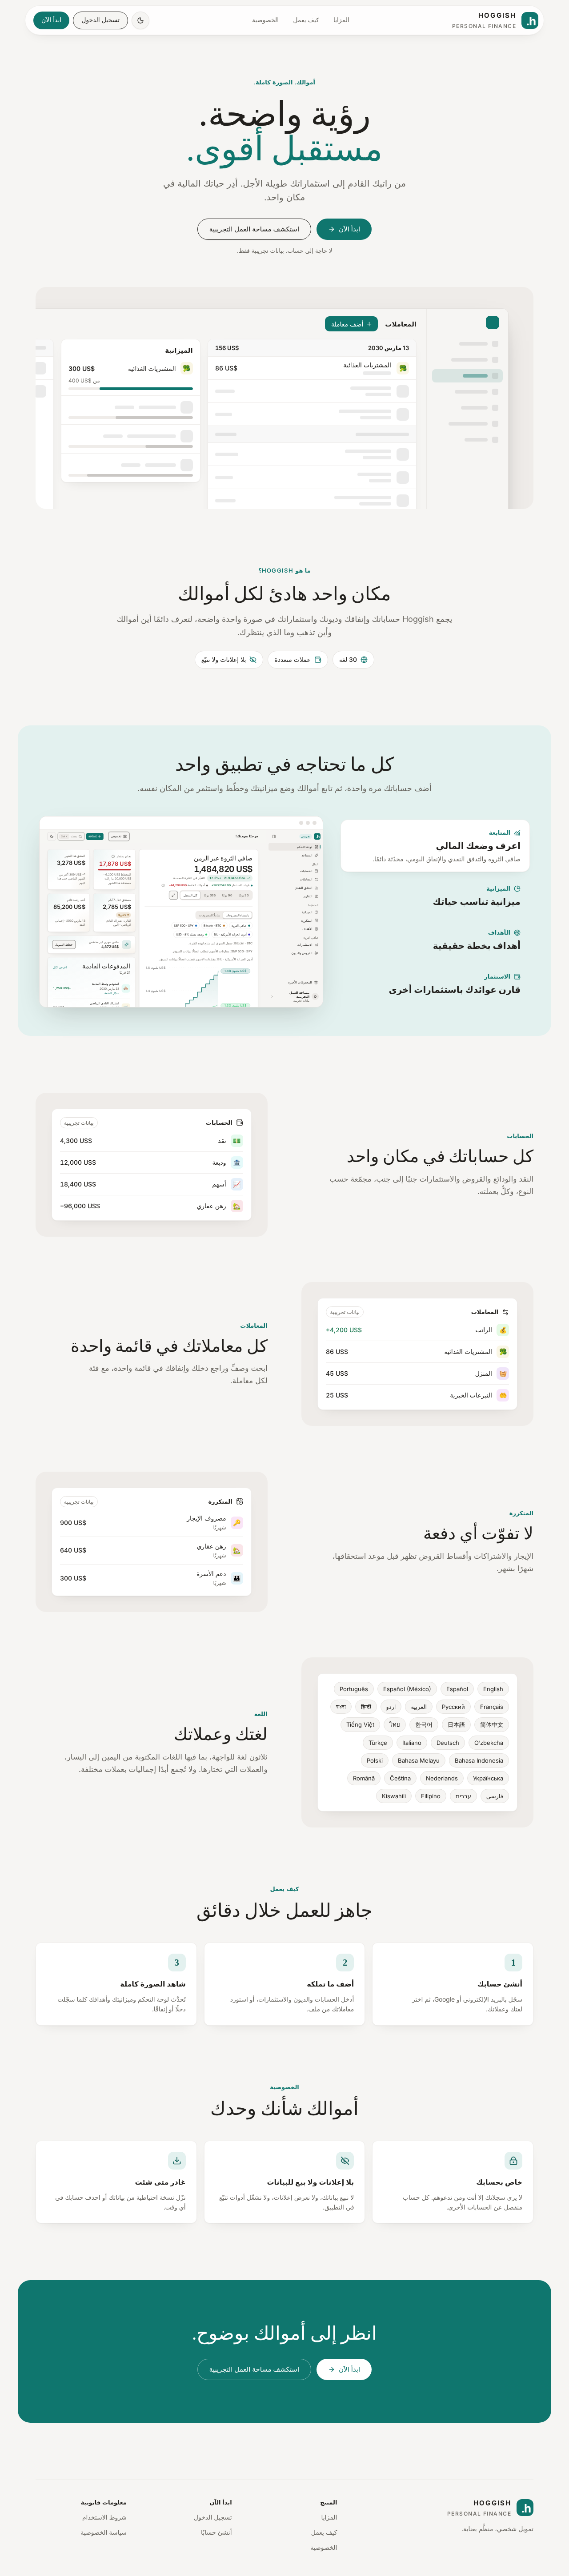 HOGGISH
PERSONAL FINANCE
المزايا
كيف يعمل
الخصوصية
تسجيل الدخول
ابدأ الآن
أموالك. الصورة كاملة.
رؤية واضحة.
مستقبل أقوى.
من راتبك القادم إلى استثماراتك طويلة الأجل. أدِر حياتك المالية في
مكان واحد.
ابدأ الآن
استكشف مساحة العمل التجريبية
لا حاجة إلى حساب. بيانات تجريبية فقط.
المعاملات
أضف معاملة
13 مارس 2030
156 US$
المشتريات الغذائية
86 US$
الميزانية
المشتريات الغذائية
300 US$
من 400 US$
ما هو HOGGISH؟
مكان واحد هادئ لكل أموالك
يجمع Hoggish حساباتك وإنفاقك وديونك واستثماراتك في صورة واحدة واضحة، لتعرف دائمًا أين أموالك
وأين تذهب وما الذي ينتظرك.
30 لغة
عملات متعددة
بلا إعلانات ولا تتبّع
كل ما تحتاجه في تطبيق واحد
أضف حساباتك مرة واحدة، ثم تابع أموالك وضع ميزانيتك وخطّط واستثمر من المكان نفسه.
المتابعة
اعرف وضعك المالي
صافي الثروة والتدفق النقدي والإنفاق اليومي، محدّثة دائمًا.
الميزانية
ميزانية تناسب حياتك
الأهداف
أهداف بخطة حقيقية
الاستثمار
قارن عوائدك باستثمارات أخرى
صافي الثروة عبر الزمن
1,484,820 US$
17,878 US$
3,278 US$
2,785 US$
85,200 US$
المدفوعات القادمة
الحسابات
كل حساباتك في مكان واحد
النقد والودائع والقروض والاستثمارات جنبًا إلى جنب، مجمّعة حسب
النوع، وكلٌّ بعملته.
الحسابات
بيانات تجريبية
نقد
4,300 US$
وديعة
12,000 US$
أسهم
18,400 US$
رهن عقاري
−96,000 US$
المعاملات
بيانات تجريبية
الراتب
+4,200 US$
المشتريات الغذائية
86 US$
المنزل
45 US$
التبرعات الخيرية
25 US$
المعاملات
كل معاملاتك في قائمة واحدة
ابحث وصفِّ وراجع دخلك وإنفاقك في قائمة واحدة، مع فئة
لكل معاملة.
المتكررة
لا تفوّت أي دفعة
الإيجار والاشتراكات وأقساط القروض تظهر قبل موعد استحقاقها،
شهرًا بشهر.
المتكررة
بيانات تجريبية
مصروف الإيجار
شهريًا
900 US$
رهن عقاري
شهريًا
640 US$
دعم الأسرة
شهريًا
300 US$
English
Español
Español (México)
Português
Français
Русский
العربية
اردو
हिन्दी
বাংলা
简体中文
日本語
한국어
ไทย
Tiếng Việt
O'zbekcha
Deutsch
Italiano
Türkçe
Bahasa Indonesia
Bahasa Melayu
Polski
Українська
Nederlands
Čeština
Română
فارسی
עברית
Filipino
Kiswahili
اللغة
لغتك وعملاتك
ثلاثون لغة للواجهة، بما فيها اللغات المكتوبة من اليمين إلى اليسار،
والعملات التي تختارها. ولا تُجمع أبدًا إجماليات بعملات مختلفة.
كيف يعمل
جاهز للعمل خلال دقائق
1
أنشئ حسابك
سجّل بالبريد الإلكتروني أو Google، ثم اختر
لغتك وعملاتك.
2
أضف ما تملكه
أدخل الحسابات والديون والاستثمارات، أو استورد
معاملاتك من ملف.
3
شاهد الصورة كاملة
تُحدَّث لوحة التحكم وميزانيتك وأهدافك كلما سجّلت
دخلًا أو إنفاقًا.
الخصوصية
أموالك شأنك وحدك
خاص بحسابك
لا يرى سجلاتك إلا أنت ومن تدعوهم. كل حساب
منفصل عن الحسابات الأخرى.
بلا إعلانات ولا بيع للبيانات
لا نبيع بياناتك، ولا نعرض إعلانات، ولا نشغّل أدوات تتبّع
في التطبيق.
غادر متى شئت
نزّل نسخة احتياطية من بياناتك أو احذف حسابك في
أي وقت.
انظر إلى أموالك بوضوح.
ابدأ الآن
استكشف مساحة العمل التجريبية
HOGGISH
PERSONAL FINANCE
تمويل شخصي، منظّم بعناية.
المنتج
المزايا
كيف يعمل
الخصوصية
ابدأ الآن
تسجيل الدخول
أنشئ حسابًا
معلومات قانونية
شروط الاستخدام
سياسة الخصوصية